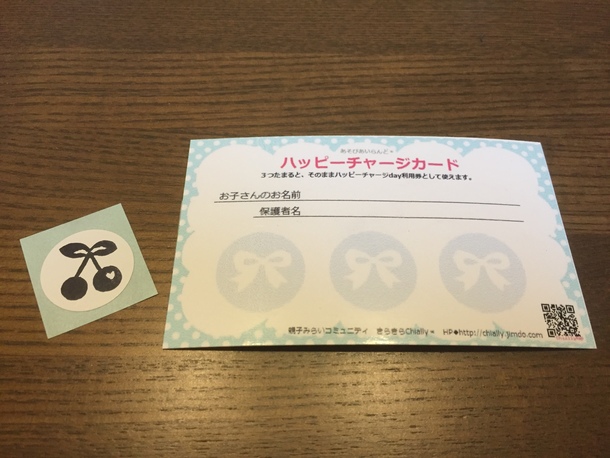 あそびあいらんど*
ハッピーチャージカード
3つたまると、そのままハッピーチャージday利用券として使えます。
お子さんのお名前
保護者名
親子みらいコミュニティ きらきらChially* HP●http://chially.jimdo.com